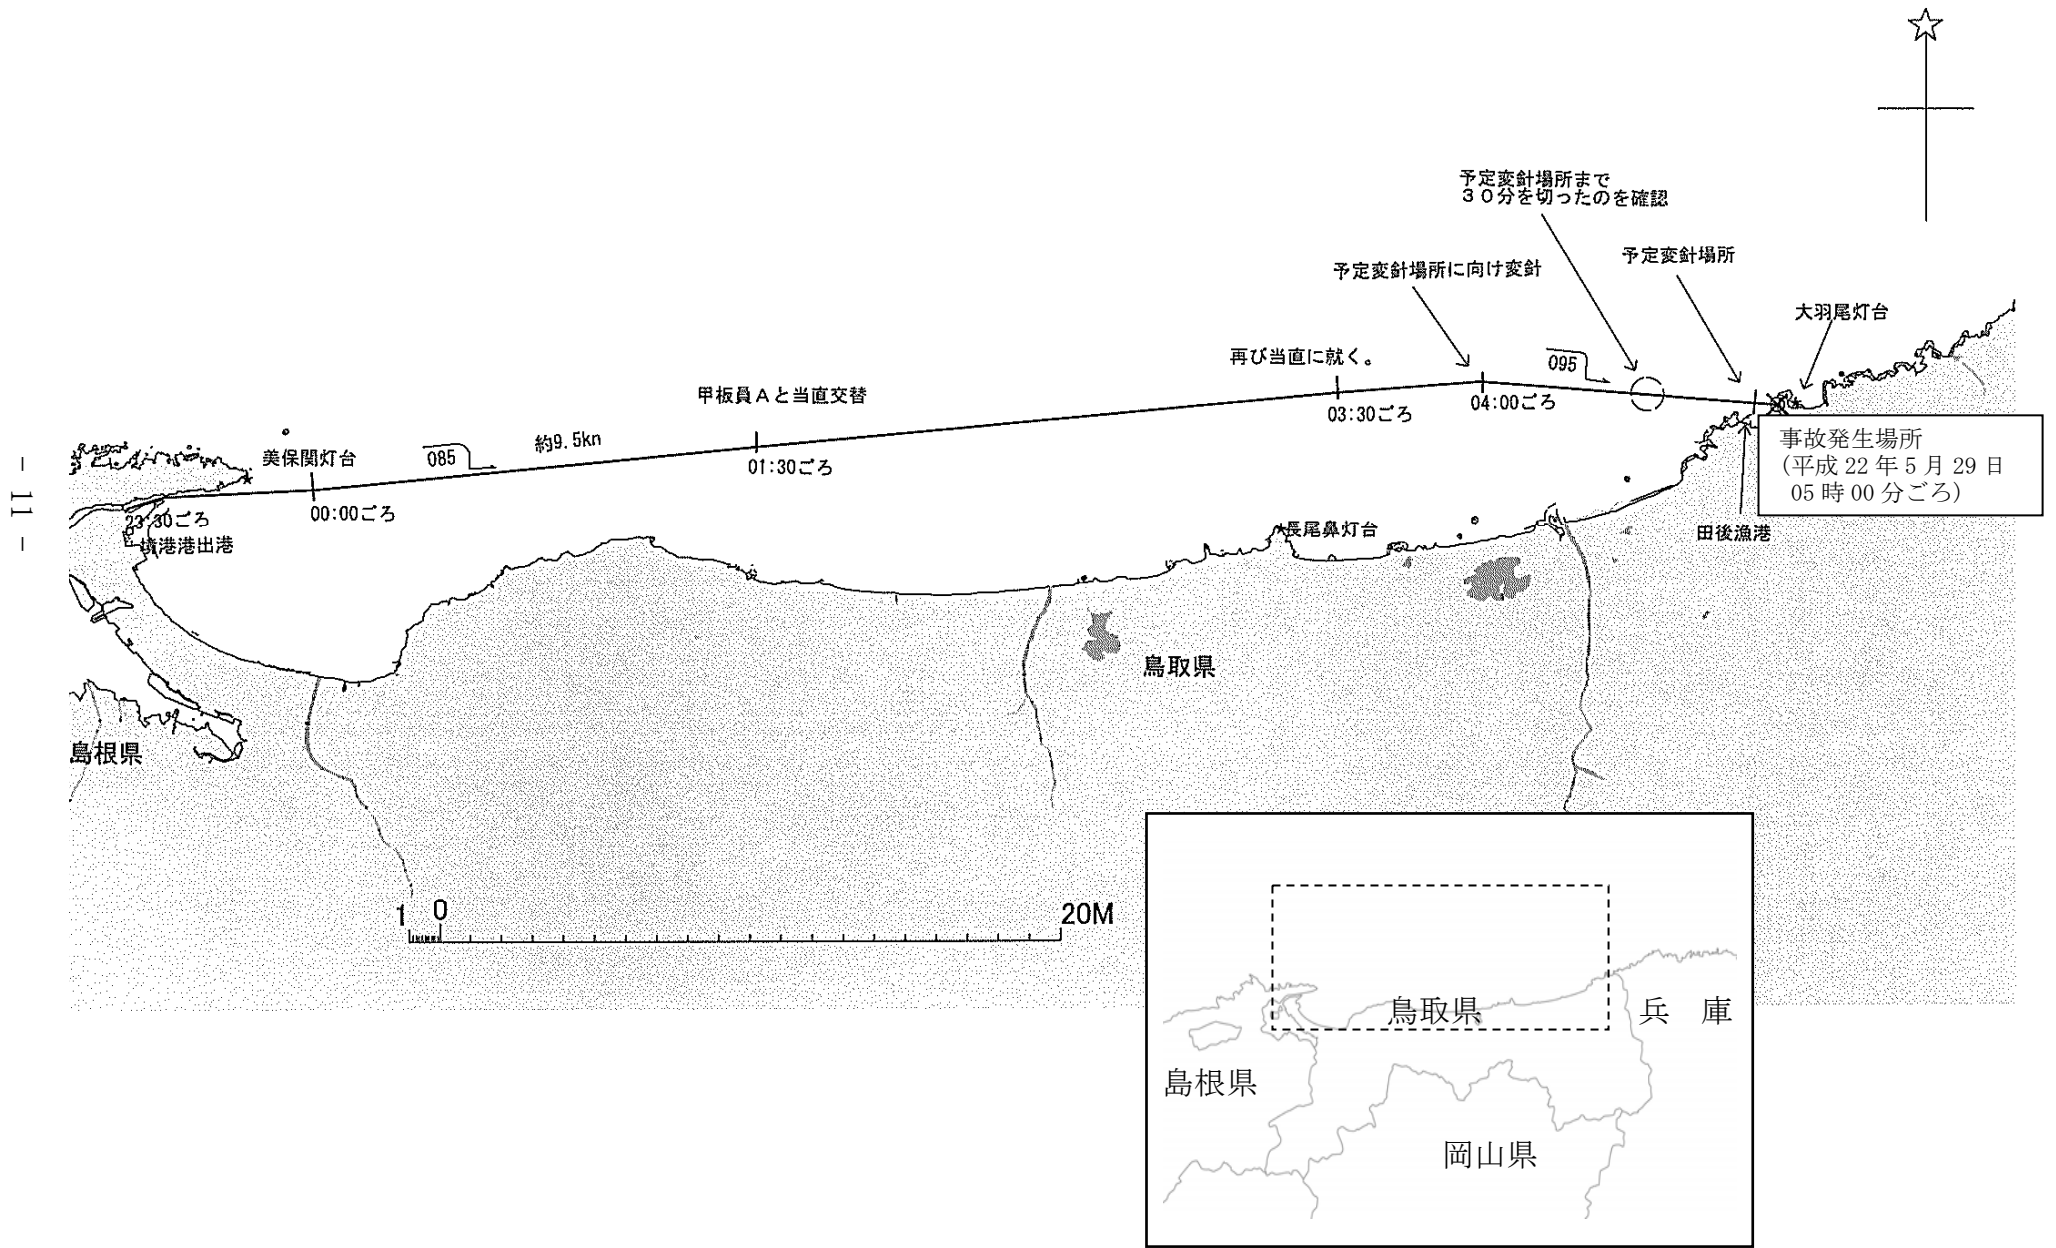 予定変針場所まで
３０分を切ったのを確認
予定変針場所
予定変針場所に向け変針
大羽尾灯台
再び当直に就く。
095
甲板員Ａと当直交替
03:30ごろ
04:00ごろ
約9.5kn
085
美保関灯台
01:30ごろ
00:00ごろ
23:30ごろ
境港港出港
事故発生場所
(平成 22 年 5 月 29 日
05 時 00 分ごろ)
田後漁港
長尾鼻灯台
鳥取県
島根県
1 0 20M
鳥取県
兵 庫
島根県
岡山県
- 11 -